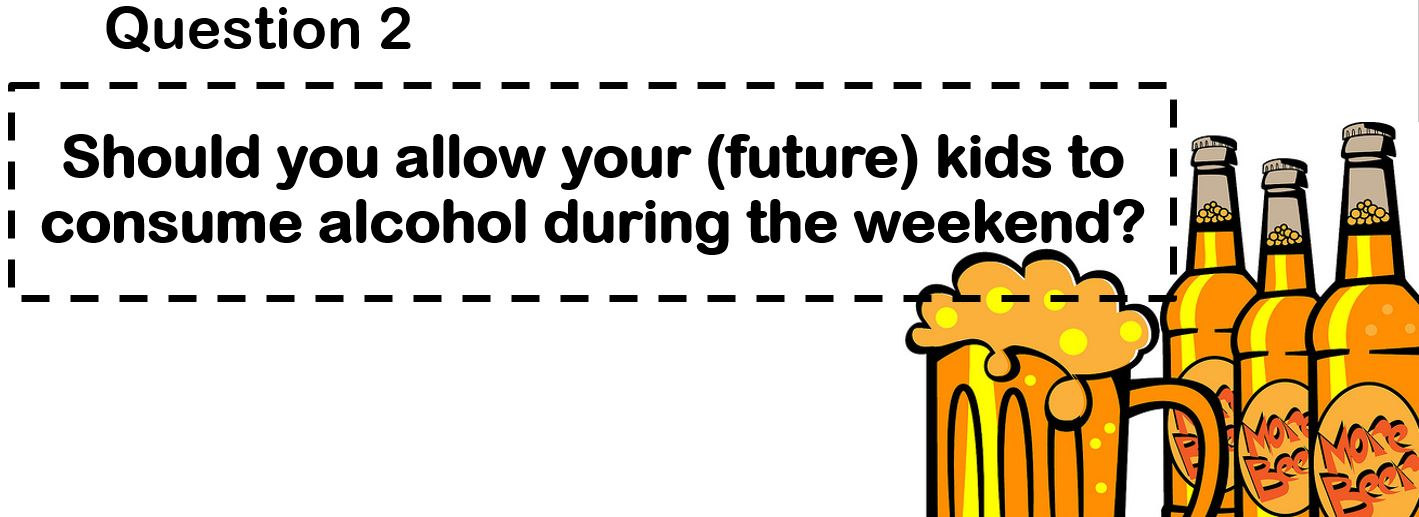 Question 2
Should you allow your (future) kids to
consume alcohol during the weekend?
More
Beer
More
Beer